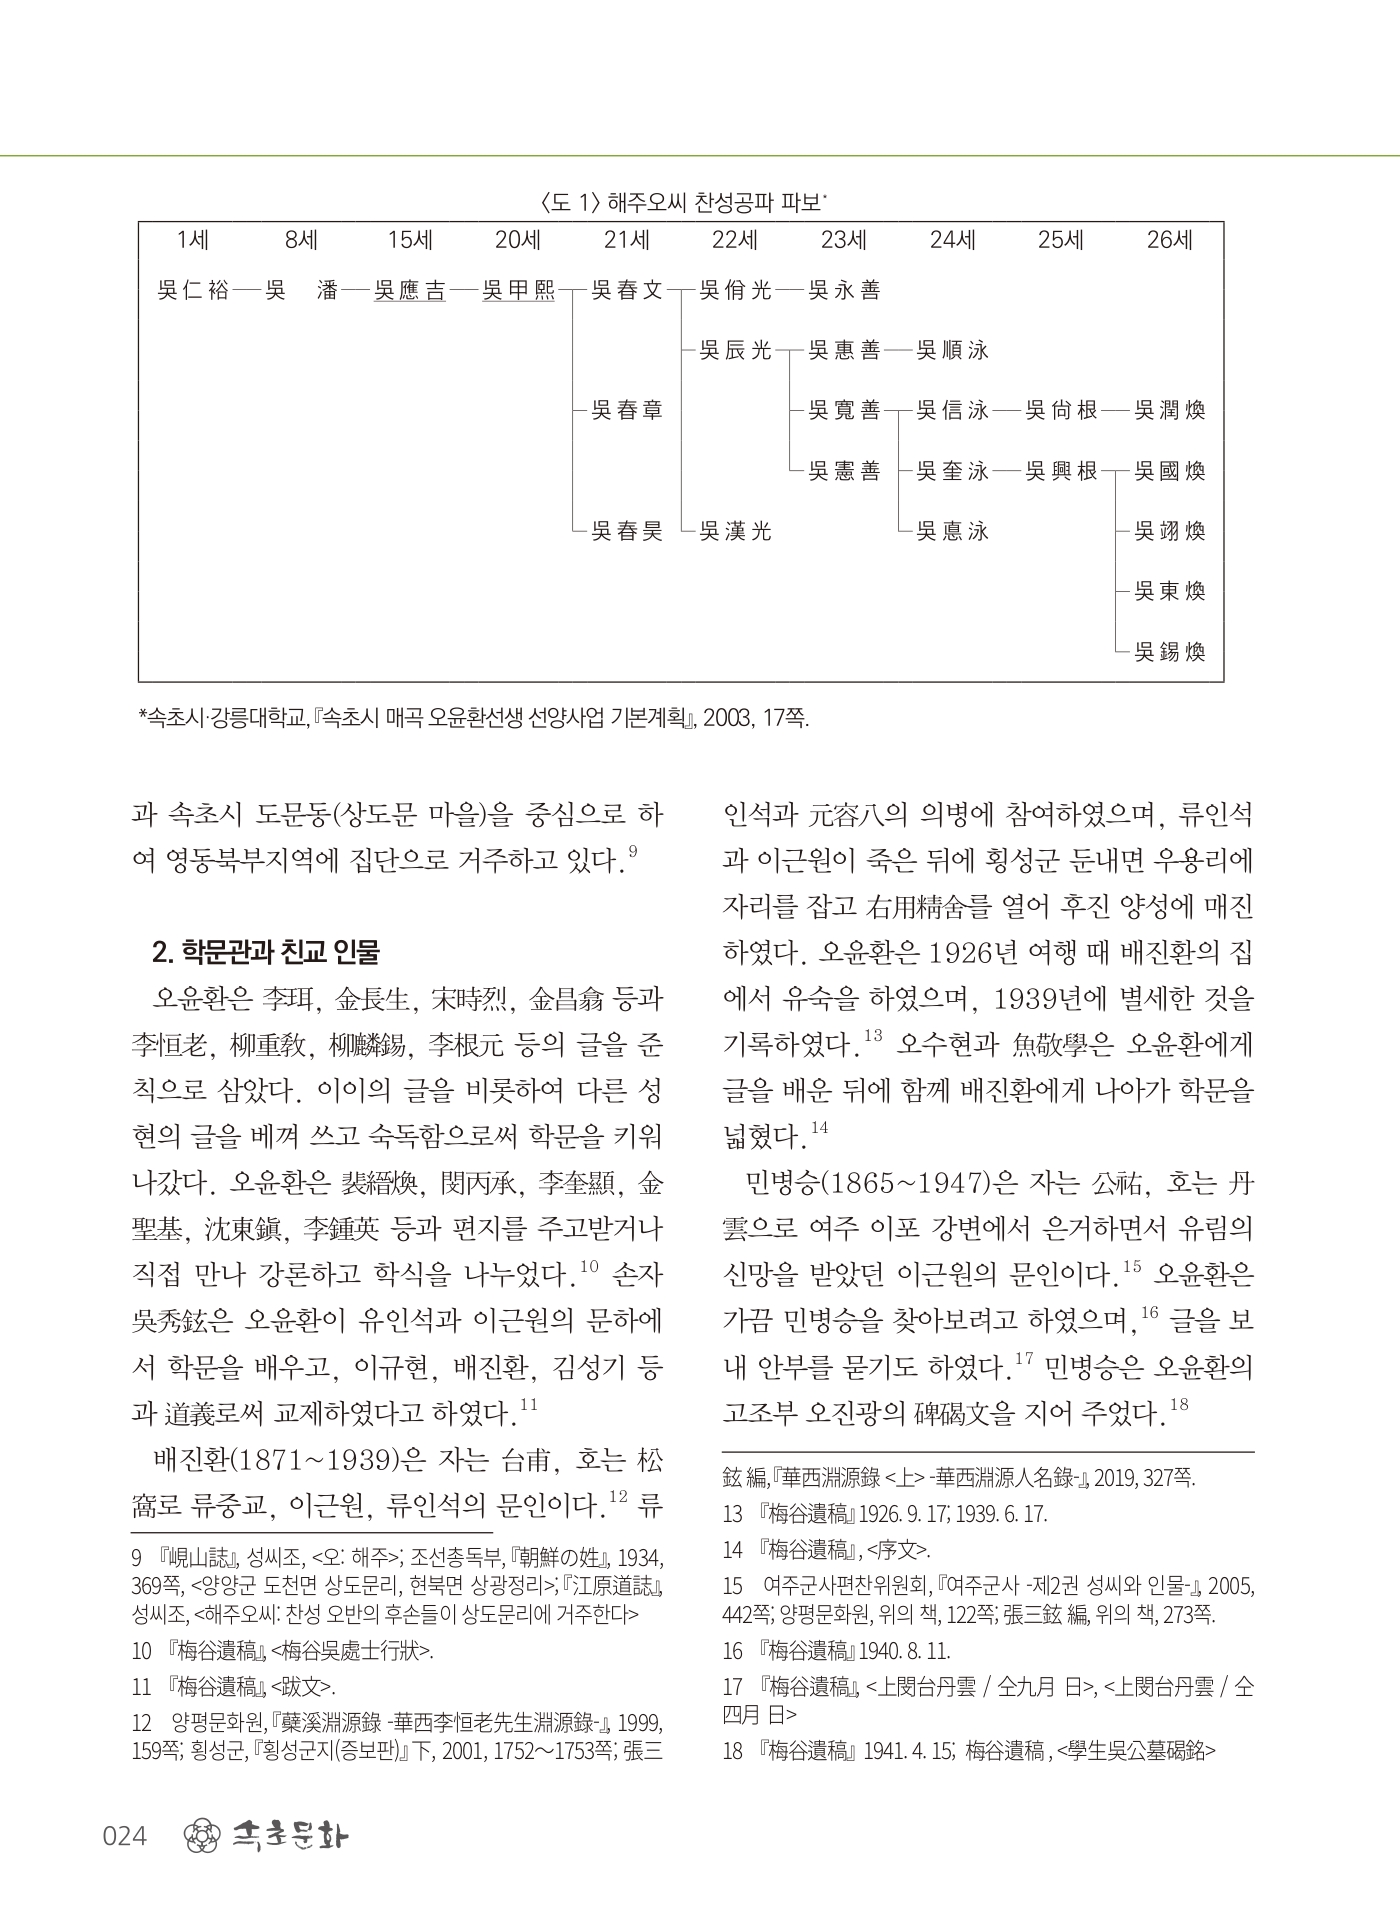 〈도 1〉 해주오씨 찬성공파 파보*
1세 8세 15세 20세 21세 22세 23세 24세 25세 26세
吳仁裕 吳 潘 吳應吉 吳甲熙 吳春文 吳俏光 吳永善
吳辰光 吳惠善 吳順泳
吳春章 吳寬善 吳信泳 吳尙根 吳潤煥
吳憲善 吳奎泳 吳興根 吳國煥
吳春昊 吳漢光 吳悳泳 吳翊煥
吳東煥
吳錫煥
*속초시·강릉대학교,『속초시 매곡 오윤환선생 선양사업 기본계획』, 2003, 17쪽.
과 속초시 도문동(상도문 마을)을 중심으로 하
여 영동북부지역에 집단으로 거주하고 있다.9
2. 학문관과 친교 인물
오윤환은 李珥, 金長生, 宋時烈, 金昌翕 등과
李恒老, 柳重敎, 柳麟錫, 李根元 등의 글을 준
칙으로 삼았다. 이이의 글을 비롯하여 다른 성
현의 글을 베껴 쓰고 숙독함으로써 학문을 키워
나갔다. 오윤환은 裴縉煥, 閔丙承, 李奎顯, 金
聖基, 沈東鎭, 李鍾英 등과 편지를 주고받거나
직접 만나 강론하고 학식을 나누었다.10 손자
吳秀鉉은 오윤환이 유인석과 이근원의 문하에
서 학문을 배우고, 이규현, 배진환, 김성기 등
과 道義로써 교제하였다고 하였다.11
배진환(1871~1939)은 자는 台甫, 호는 松
窩로 류중교, 이근원, 류인석의 문인이다.12 류
9 『峴山誌』, 성씨조, <오: 해주>; 조선총독부,『朝鮮の姓』, 1934,
369쪽, <양양군 도천면 상도문리, 현북면 상광정리>;『江原道誌』,
성씨조, <해주오씨: 찬성 오반의 후손들이 상도문리에 거주한다>
10 『梅谷遺稿』, <梅谷吳處士行狀>.
11 『梅谷遺稿』, <跋文>.
12 양평문화원,『蘗溪淵源錄 -華西李恒老先生淵源錄-』, 1999,
159쪽; 횡성군,『횡성군지(증보판)』下, 2001, 1752~1753쪽; 張三
인석과 元容八의 의병에 참여하였으며, 류인석
과 이근원이 죽은 뒤에 횡성군 둔내면 우용리에
자리를 잡고 右用精舍를 열어 후진 양성에 매진
하였다. 오윤환은 1926년 여행 때 배진환의 집
에서 유숙을 하였으며, 1939년에 별세한 것을
기록하였다.13 오수현과 魚敬學은 오윤환에게
글을 배운 뒤에 함께 배진환에게 나아가 학문을
넓혔다.14
민병승(1865~1947)은 자는 公祐, 호는 丹
雲으로 여주 이포 강변에서 은거하면서 유림의
신망을 받았던 이근원의 문인이다.15 오윤환은
가끔 민병승을 찾아보려고 하였으며,16 글을 보
내 안부를 묻기도 하였다.17 민병승은 오윤환의
고조부 오진광의 碑碣文을 지어 주었다.18
鉉 編,『華西淵源錄 <上> -華西淵源人名錄-』, 2019, 327쪽.
13 『梅谷遺稿』 1926. 9. 17; 1939. 6. 17.
14 『梅谷遺稿』, <序文>.
15 여주군사편찬위원회,『여주군사 -제2권 성씨와 인물-』, 2005,
442쪽; 양평문화원, 위의 책, 122쪽; 張三鉉 編, 위의 책, 273쪽.
16 『梅谷遺稿』 1940. 8. 11.
17 『梅谷遺稿』, <上閔台丹雲 / 仝九月 日>, <上閔台丹雲 / 仝
四月 日>
18 『梅谷遺稿』 1941. 4. 15; 梅谷遺稿 , <學生吳公墓碣銘>
024 속초문화